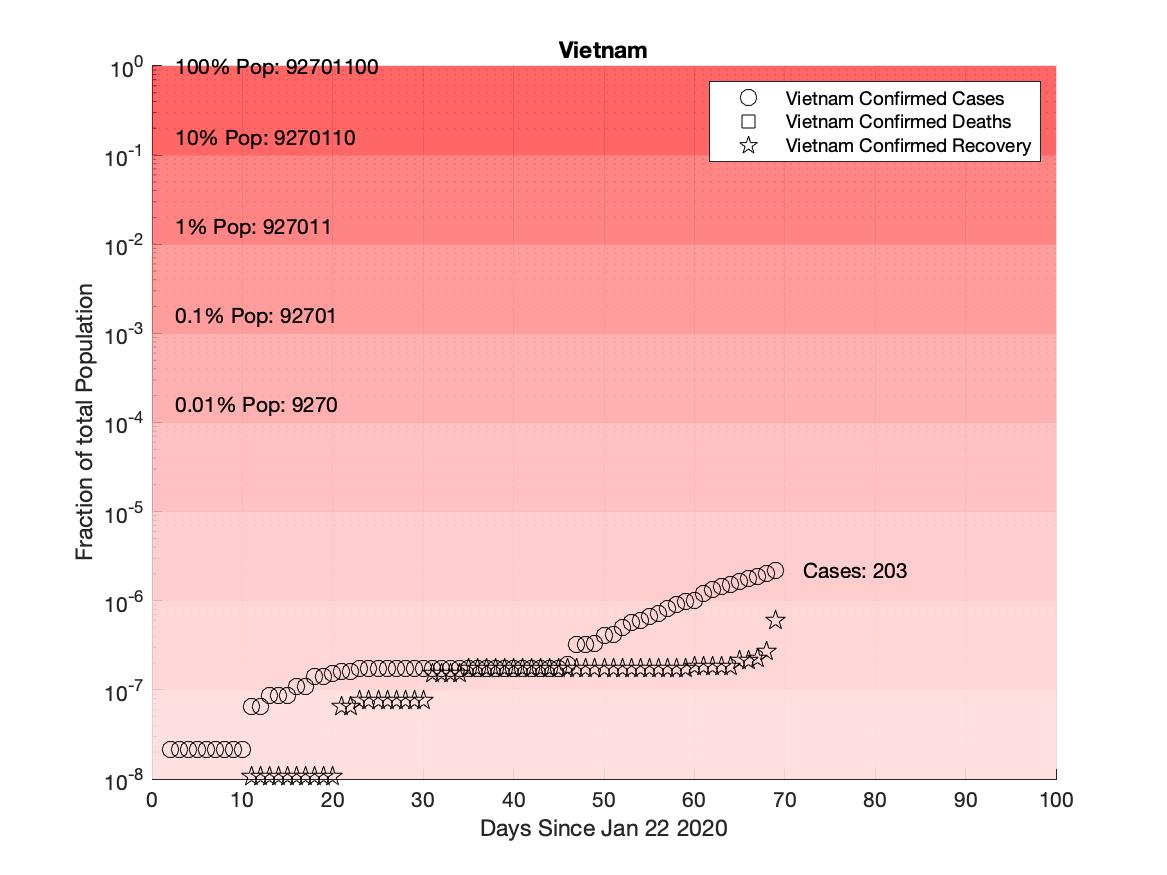 Vietnam
10^0
100% Pop: 92701100
Vietnam Confirmed Cases
Vietnam Confirmed Deaths
Vietnam Confirmed Recovery
10% Pop: 9270110
10^-1
1% Pop: 927011
10^-2
0.1% Pop: 92701
10^-3
0.01% Pop: 9270
10^-4
10^-5
Cases: 203
10^-6
10^-7
10^-8
Fraction of total Population
0 10 20 30 40 50 60 70 80 90 100
Days Since Jan 22 2020